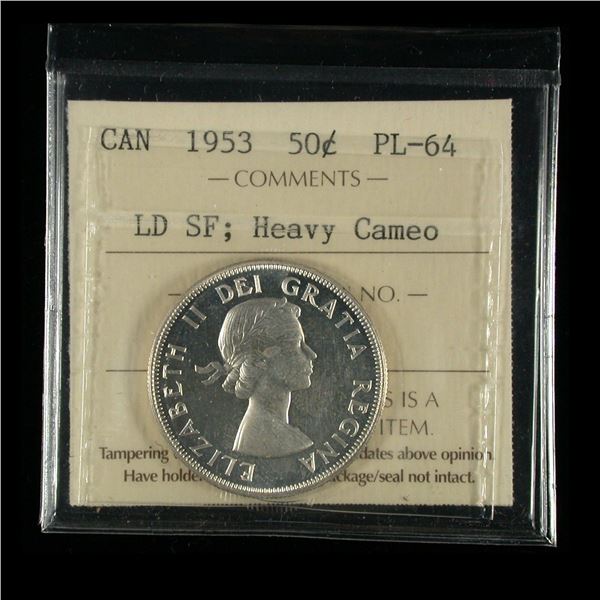 CAN 1953 50¢ PL-64
— COMMENTS —
LD SF; Heavy Cameo
NO. —
ELIZABETH II DEI GRATIA REGINA
IS A
ITEM.
Tampering dates above opinion
Have holde ckage/seal not intact.